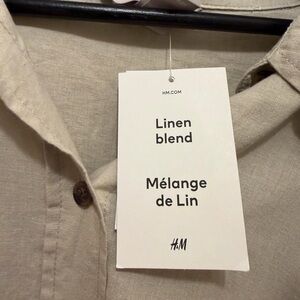 HM.COM
Linen
blend
Mélange
de Lin
H&M